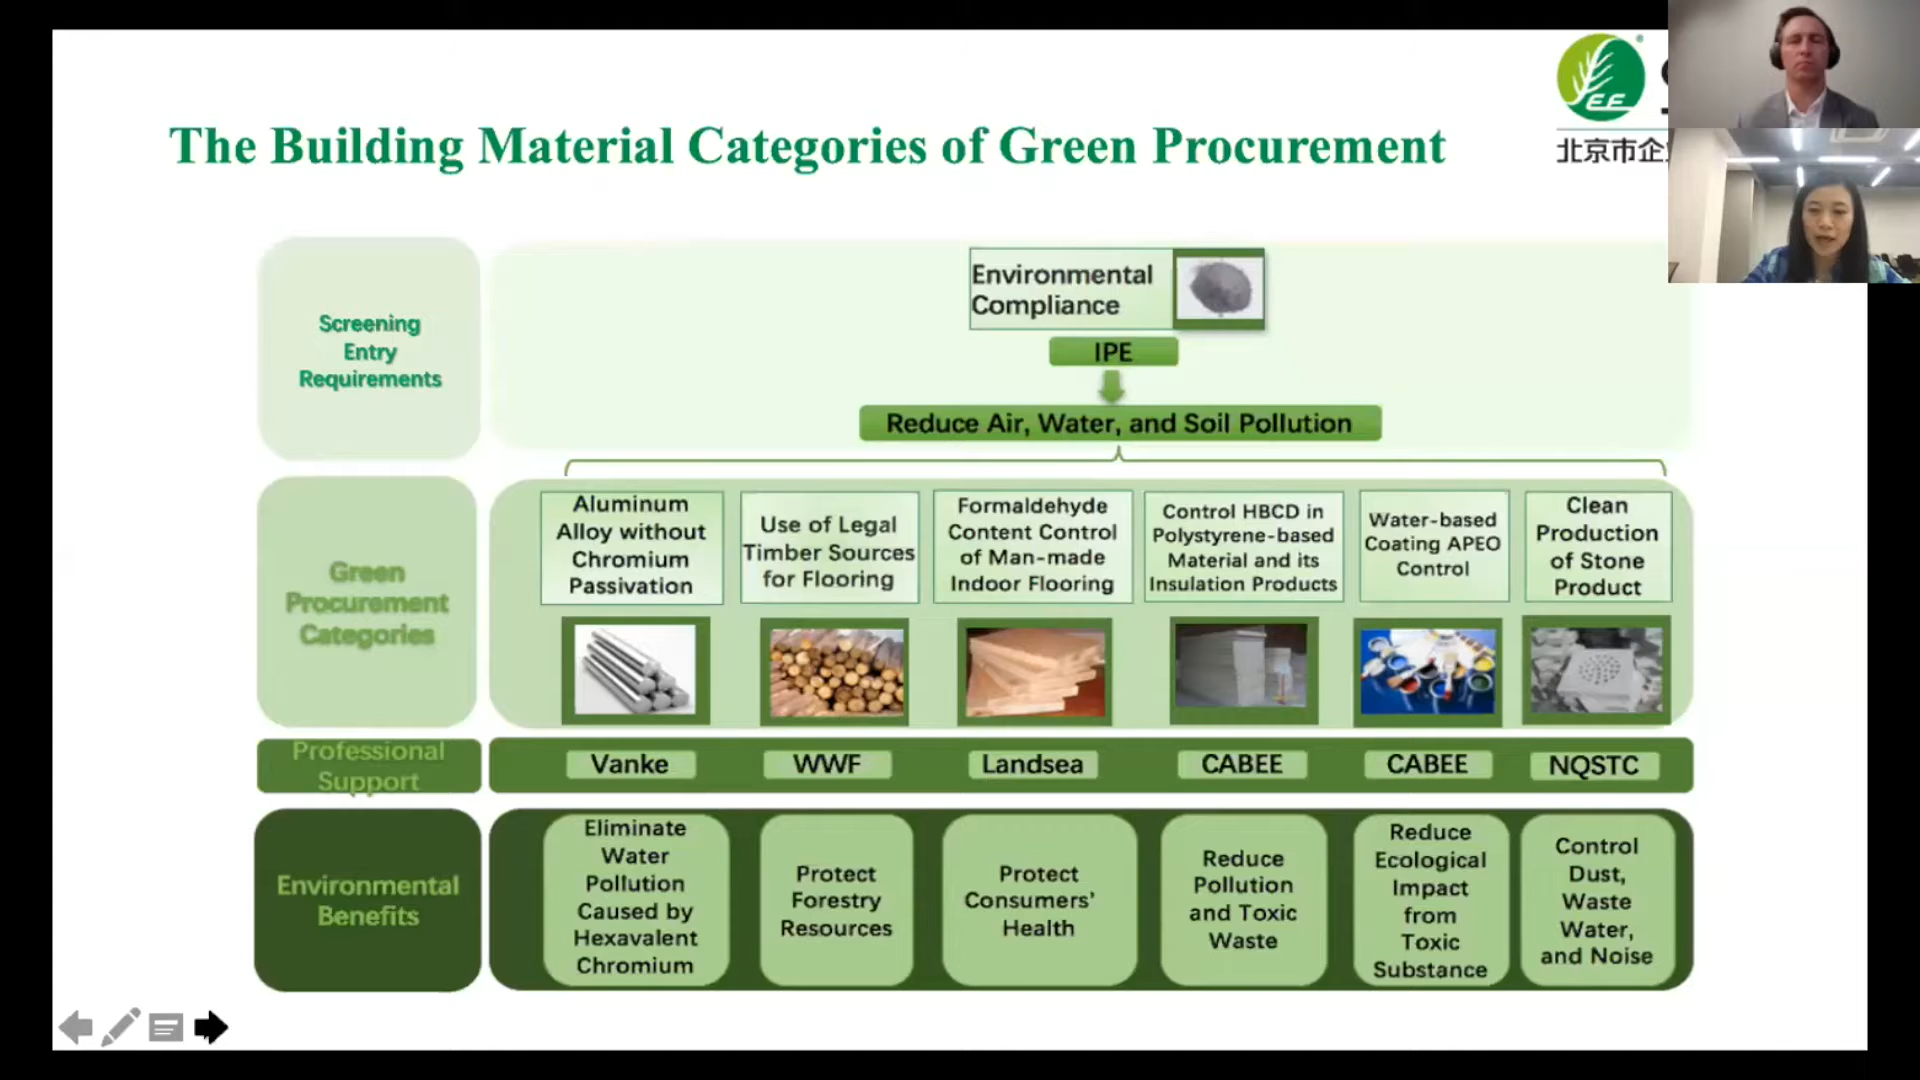 The Building Material Categories of Green Procurement
EE
北京市企
Screening
Entry
Requirements
Environmental
Compliance
IPE
Reduce Air, Water, and Soil Pollution
Green
Procurement
Categories
Aluminum
Alloy without
Chromium
Passivation
Use of Legal
Timber Sources
for Flooring
Formaldehyde
Content Control
of Man-made
Indoor Flooring
Control HBCD in
Polystyrene-based
Material and its
Insulation Products
Water-based
Coating APEO
Control
Clean
Production
of Stone
Product
Professional
Support
Vanke
WWF
Landsea
CABEE
CABEE
NQSTC
Environmental
Benefits
Eliminate
Water
Pollution
Caused by
Hexavalent
Chromium
Protect
Forestry
Resources
Protect
Consumers’
Health
Reduce
Pollution
and Toxic
Waste
Reduce
Ecological
Impact
from
Toxic
Substance
Control
Dust,
Waste
Water,
and Noise